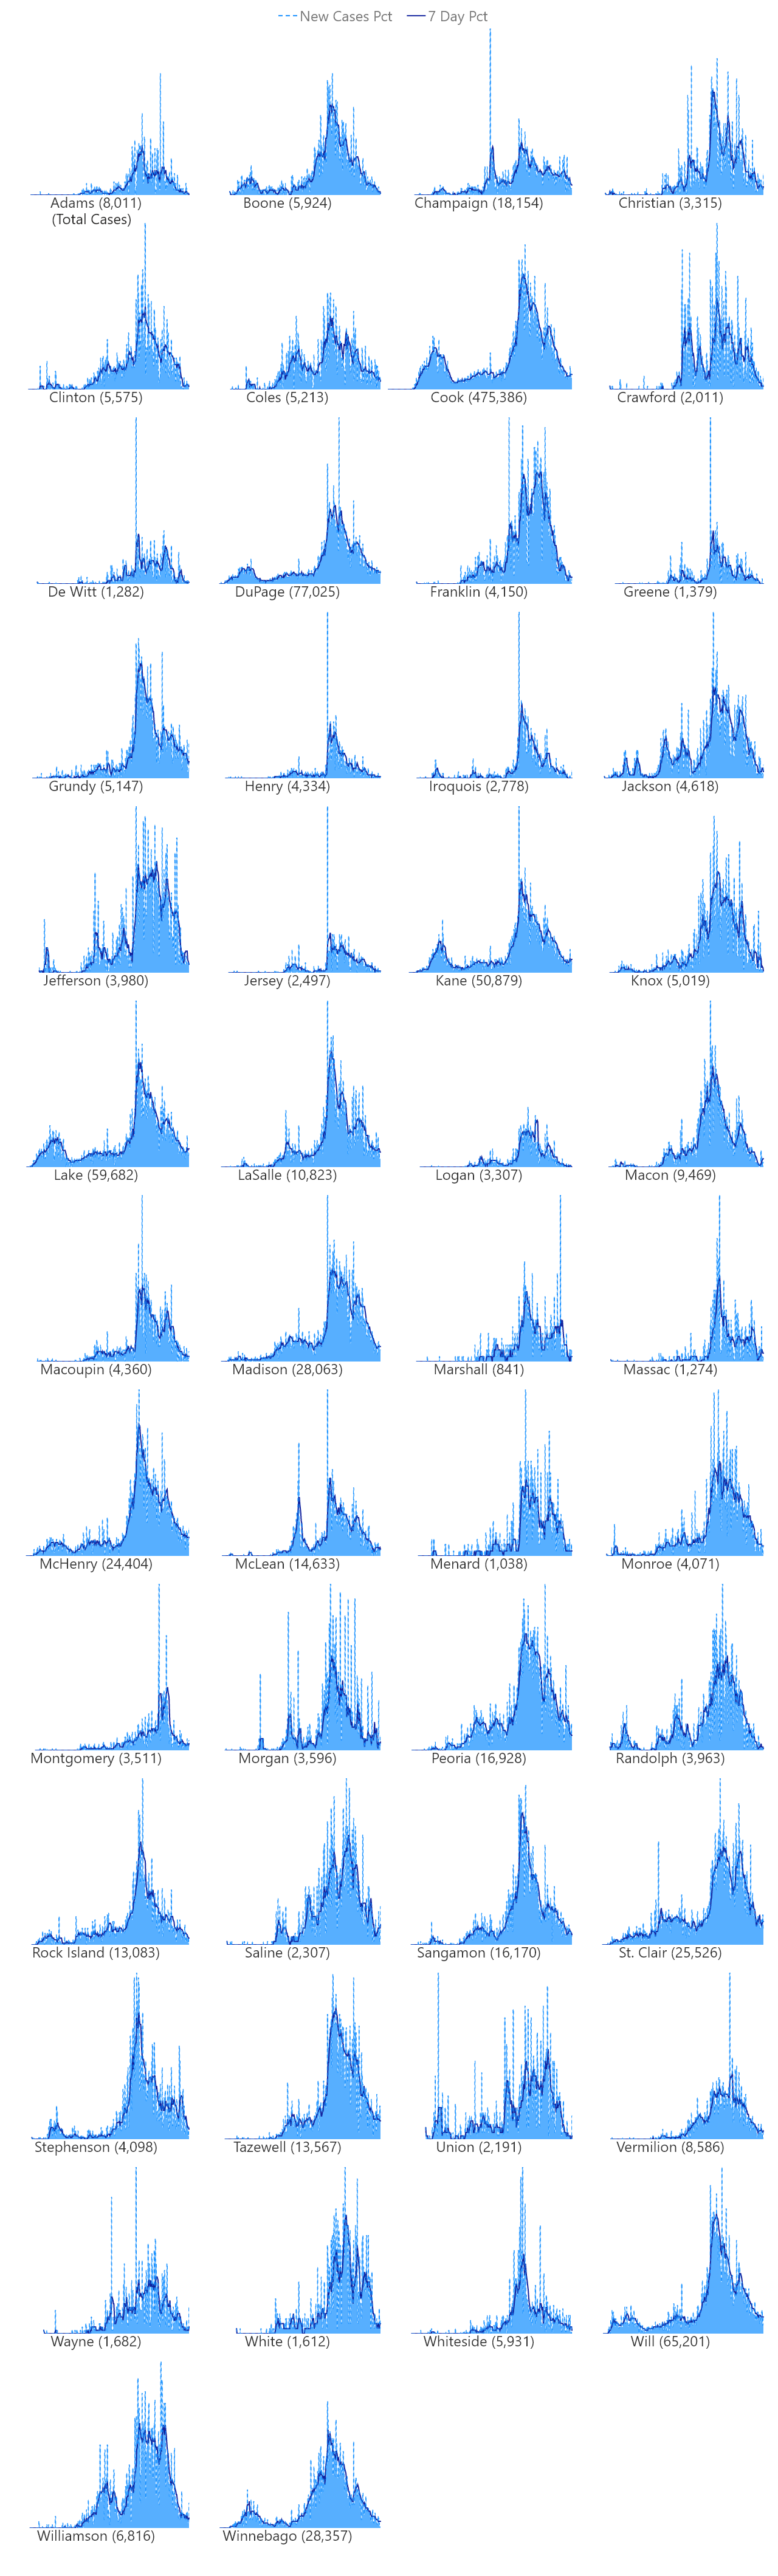 New Cases Pct 7 Day Pct
Adams (8,011) Boone (5,924) Champaign (18,154) Christian (3,315)
(Total Cases)
Clinton (5,575) Coles (5,213) Cook (475,386) Crawford (2,011)
De Witt (1,282) DuPage (77,025) Franklin (4,150) Greene (1,379)
Grundy (5,147) Henry (4,334) Iroquois (2,778) Jackson (4,618)
Jefferson (3,980) Jersey (2,497) Kane (50,879) Knox (5,019)
Lake (59,682) LaSalle (10,823) Logan (3,307) Macon (9,469)
Macoupin (4,360) Madison (28,063) Marshall (841) Massac (1,274)
McHenry (24,404) McLean (14,633) Menard (1,038) Monroe (4,071)
Montgomery (3,511) Morgan (3,596) Peoria (16,928) Randolph (3,963)
Rock Island (13,083) Saline (2,307) Sangamon (16,170) St. Clair (25,526)
Stephenson (4,098) Tazewell (13,567) Union (2,191) Vermilion (8,586)
Wayne (1,682) White (1,612) Whiteside (5,931) Will (65,201)
Williamson (6,816) Winnebago (28,357)